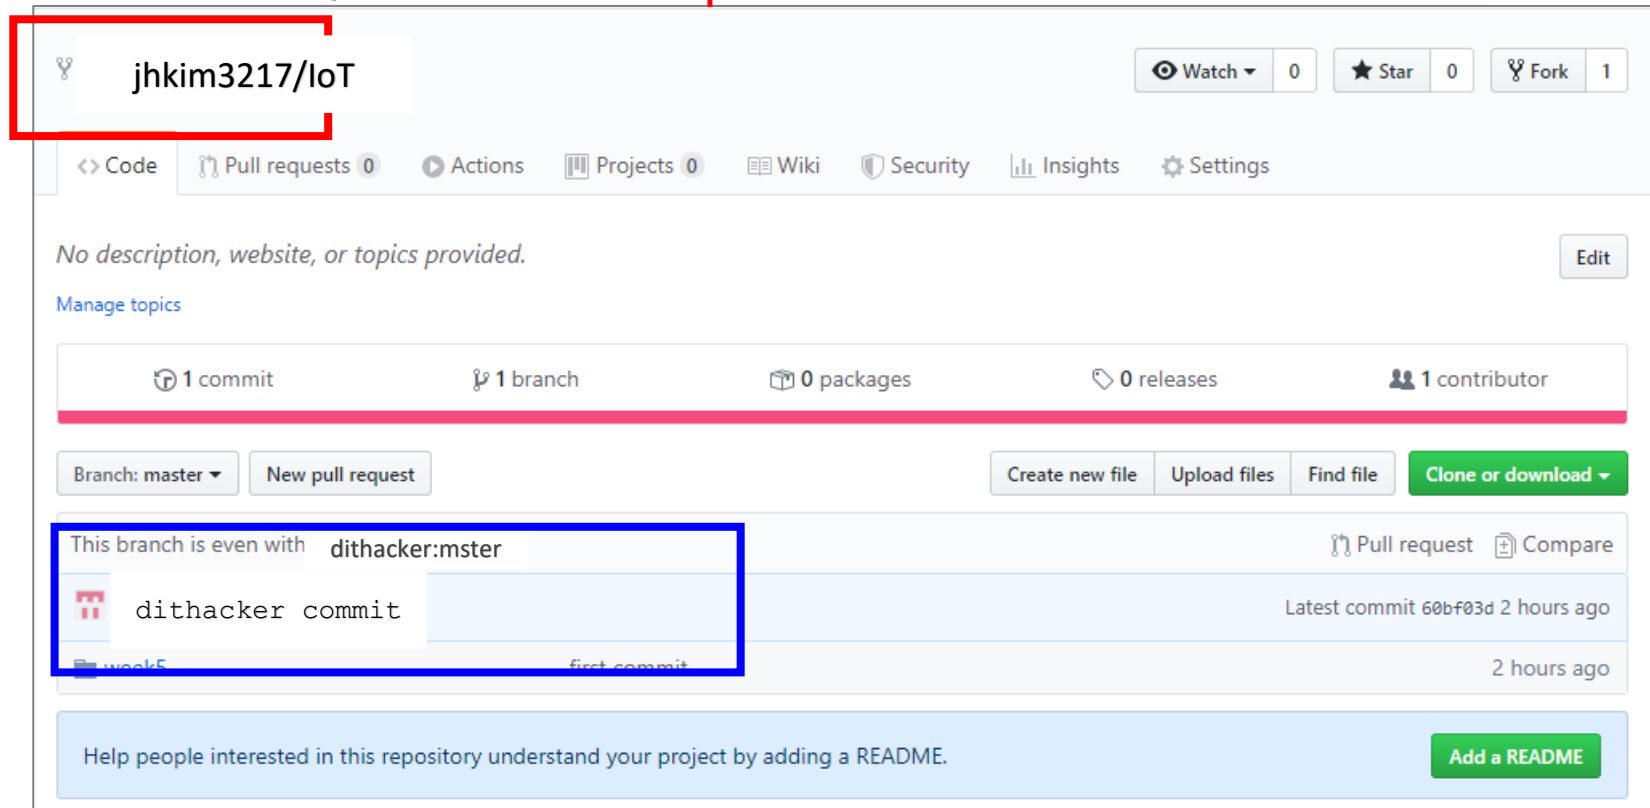 jhkim3217/IoT
Watch 0 Star 0 Fork 1
Code Pull requests 0 Actions Projects 0 Wiki Security Insights Settings
No description, website, or topics provided. Edit
Manage topics
1 commit 1 branch 0 packages 0 releases 1 contributor
Branch: master New pull request Create new file Upload files Find file Clone or download
This branch is even with dithacker:mster Pull request Compare
dithacker commit Latest commit 60bf03d 2 hours ago
week5 first commit 2 hours ago
Help people interested in this repository understand your project by adding a README. Add a README